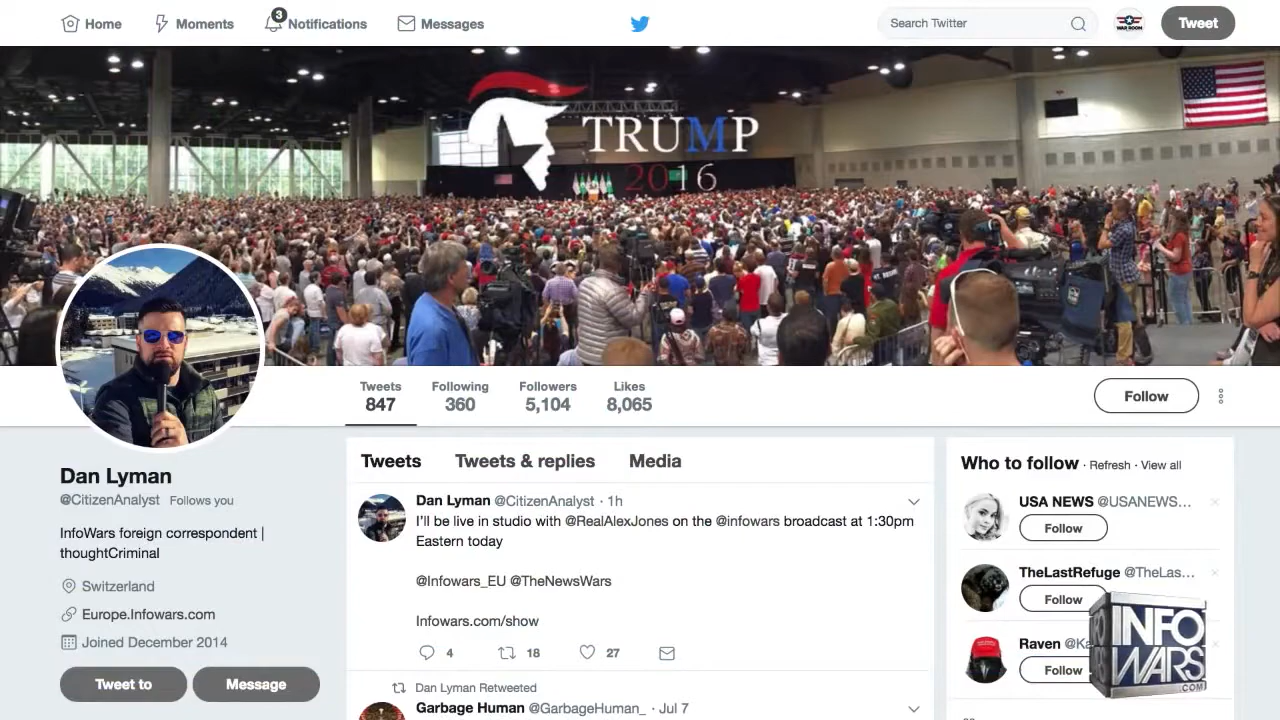 Home
Moments
3
Notifications
Messages
Search Twitter
WAR ROOM
Tweet
TRUMP
2016
Tweets
847
Following
360
Followers
5,104
Likes
8,065
Follow
Dan Lyman
@CitizenAnalyst Follows you
InfoWars foreign correspondent |
thoughtCriminal
Switzerland
Europe.Infowars.com
Joined December 2014
Tweet to
Message
Tweets Tweets & replies Media
Dan Lyman @CitizenAnalyst · 1h
I'll be live in studio with @RealAlexJones on the @infowars broadcast at 1:30pm
Eastern today
@Infowars_EU @TheNewsWars
Infowars.com/show
4 18 27
Dan Lyman Retweeted
Garbage Human @GarbageHuman_ · Jul 7
Who to follow · Refresh · View all
USA NEWS @USANEWS...
Follow
TheLastRefuge @TheLas...
Follow
Raven @Ka
Follow
INFO
WARS
.COM